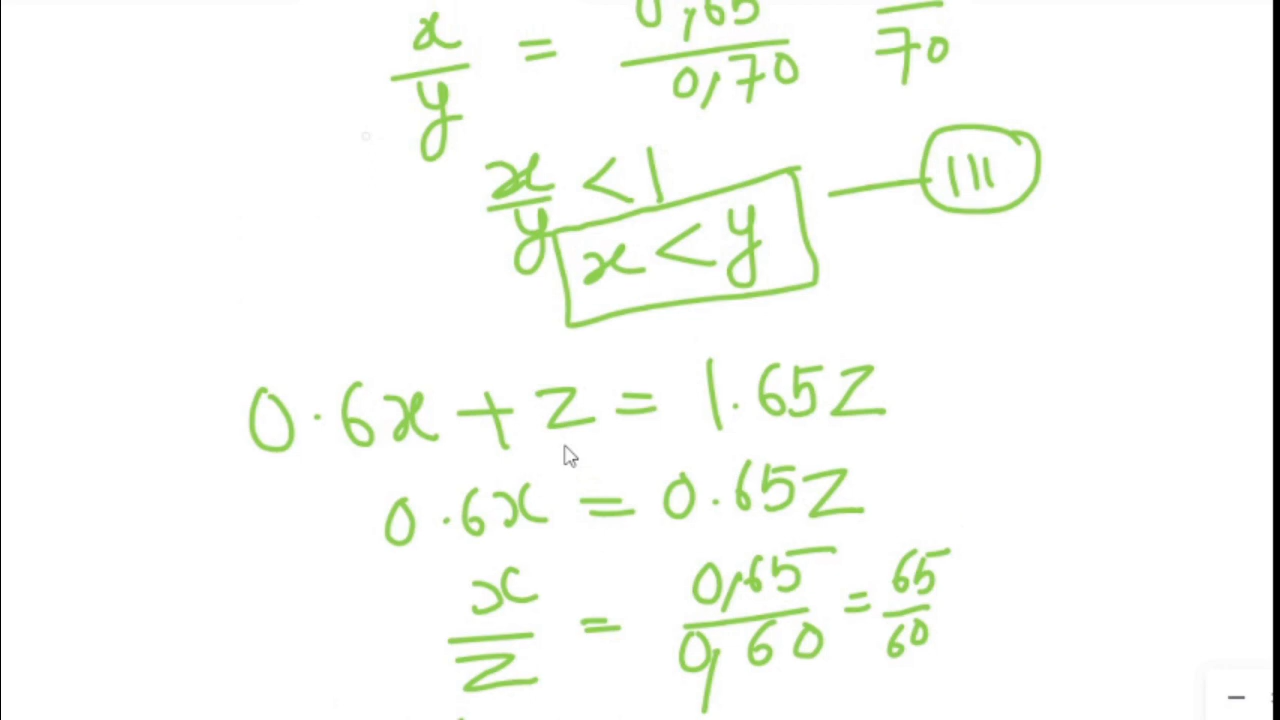 x/y = 0,65/0,70 70
x/y < 1
x < y — III
0.6x + z = 1.65z
0.6x = 0.65z
x/z = 0,65/0,60 = 65/60